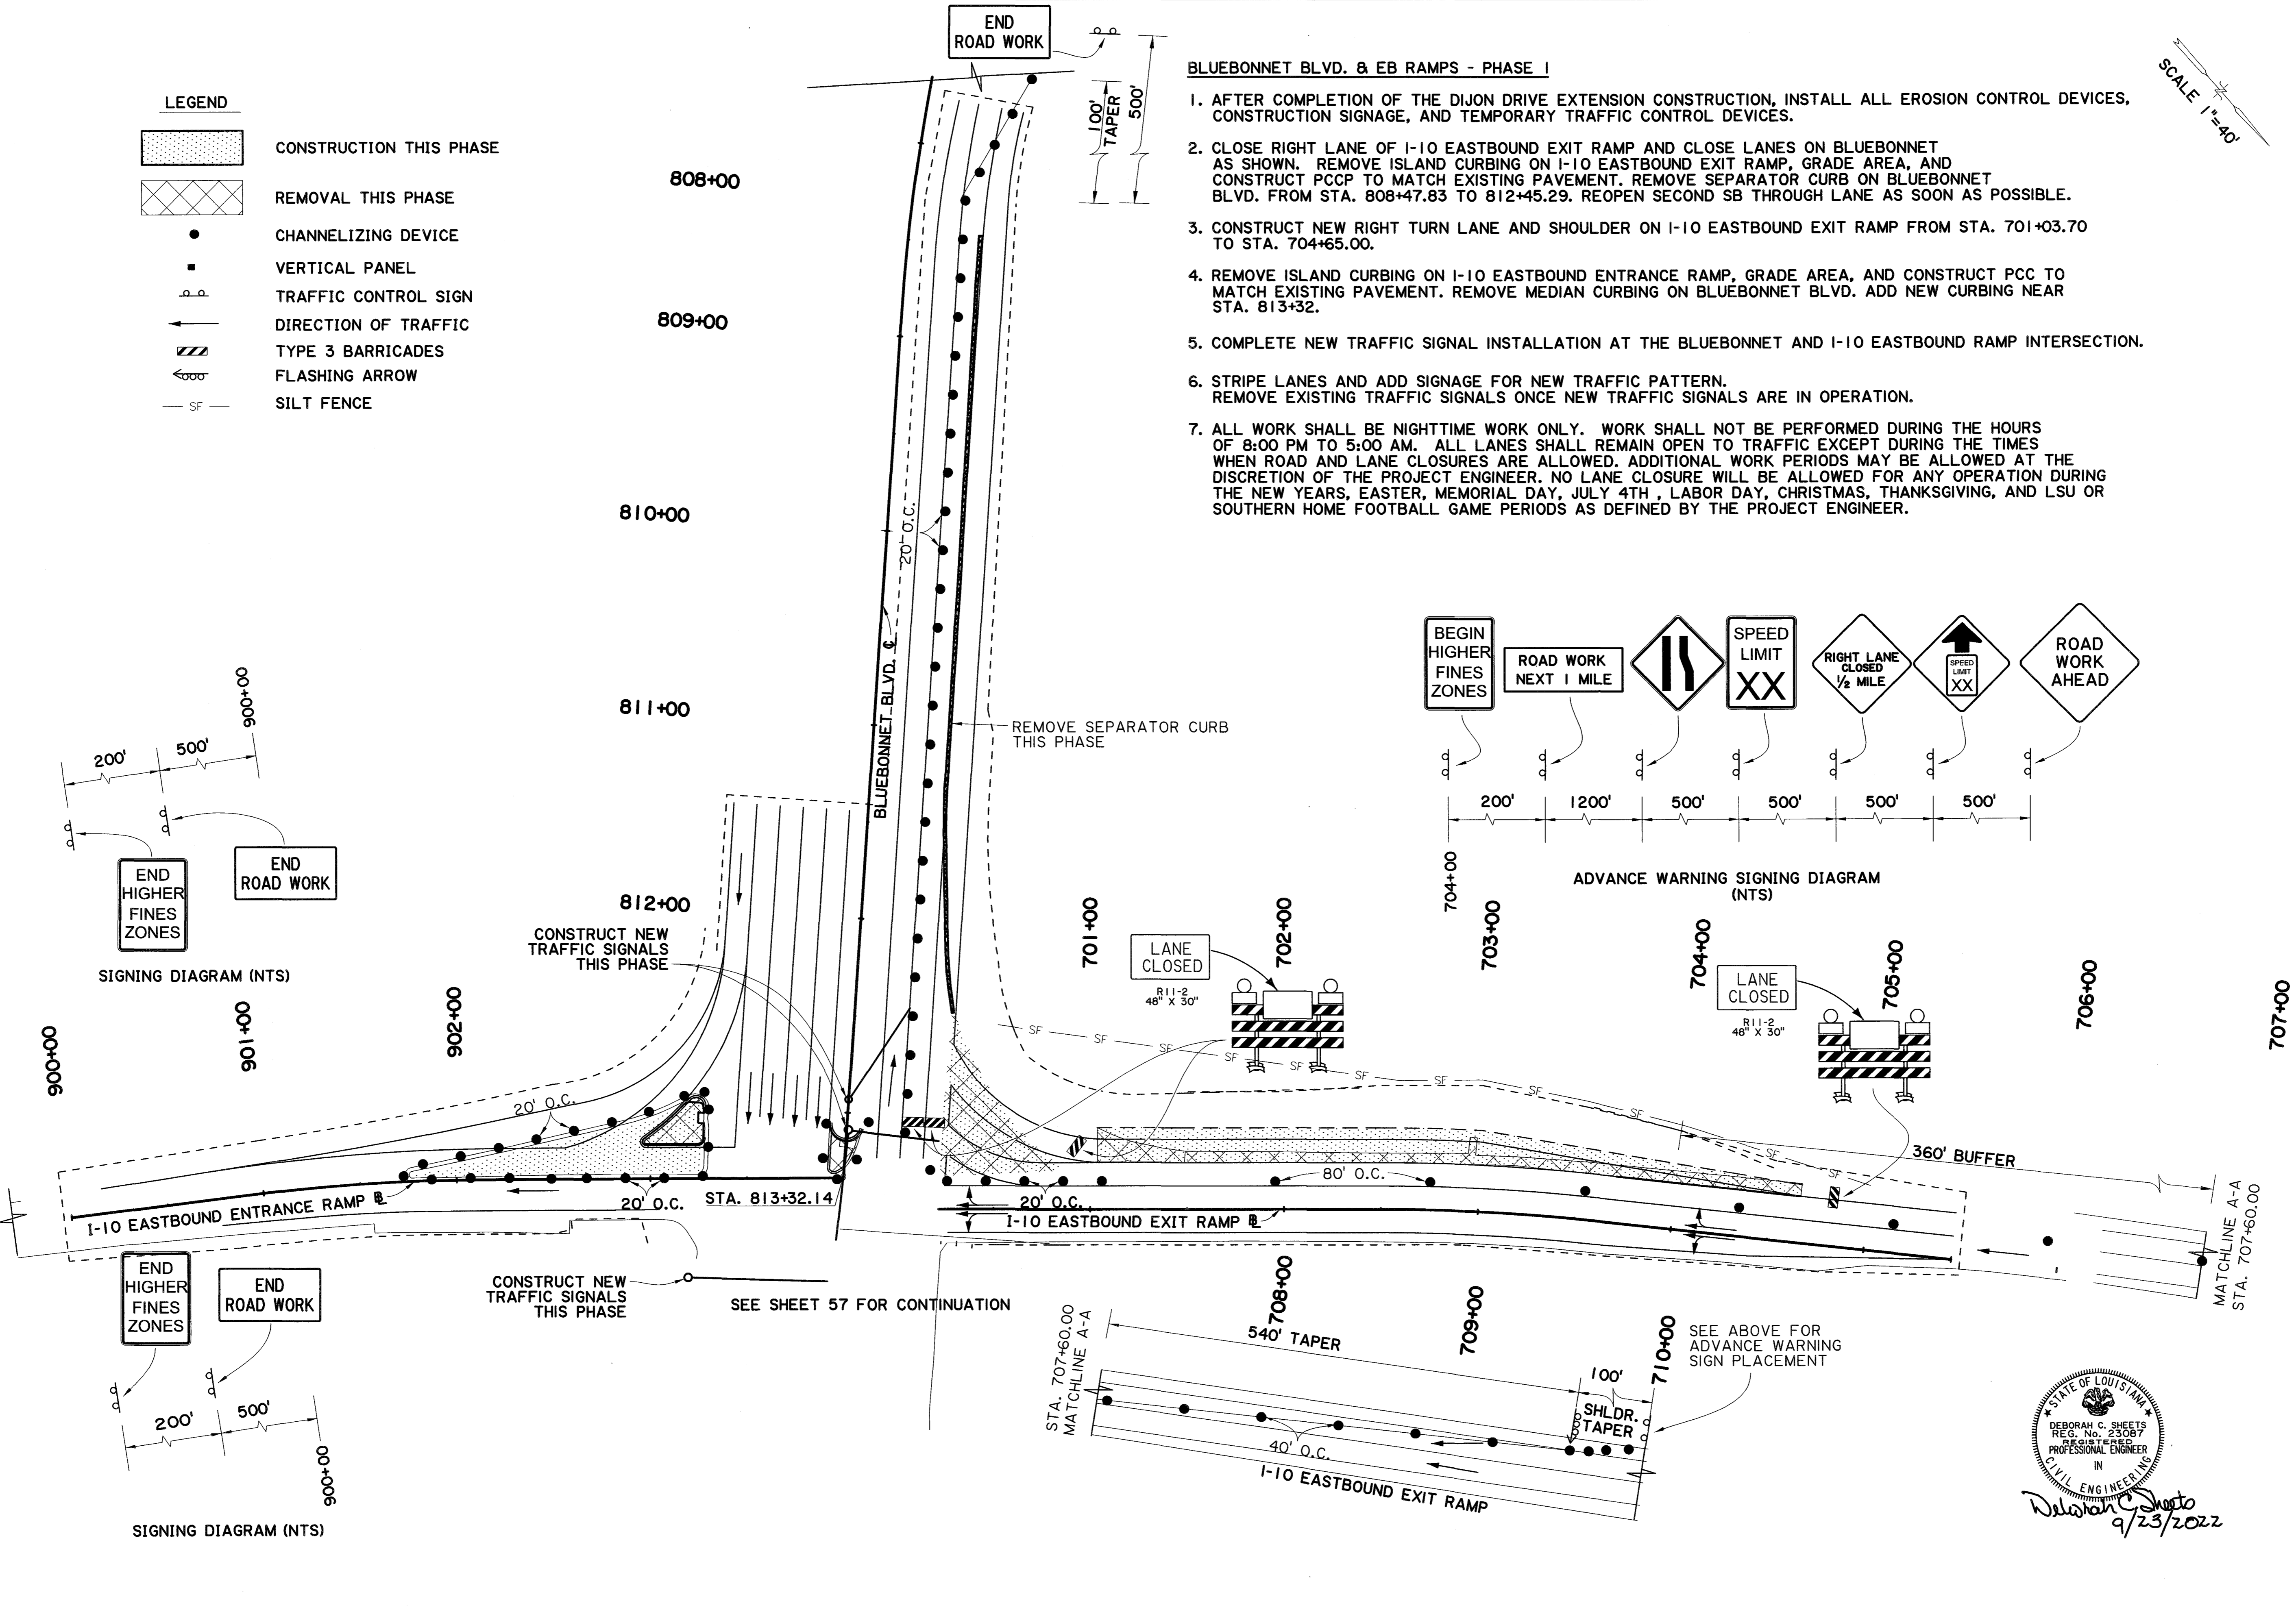 END
ROAD WORK
100'
TAPER
500'
SCALE 1"=40'
LEGEND
CONSTRUCTION THIS PHASE
REMOVAL THIS PHASE
CHANNELIZING DEVICE
VERTICAL PANEL
TRAFFIC CONTROL SIGN
DIRECTION OF TRAFFIC
TYPE 3 BARRICADES
FLASHING ARROW
SF
SILT FENCE
BLUEBONNET BLVD. & EB RAMPS - PHASE 1
1. AFTER COMPLETION OF THE DIJON DRIVE EXTENSION CONSTRUCTION, INSTALL ALL EROSION CONTROL DEVICES,
CONSTRUCTION SIGNAGE, AND TEMPORARY TRAFFIC CONTROL DEVICES.
2. CLOSE RIGHT LANE OF I-10 EASTBOUND EXIT RAMP AND CLOSE LANES ON BLUEBONNET
AS SHOWN. REMOVE ISLAND CURBING ON I-10 EASTBOUND EXIT RAMP, GRADE AREA, AND
CONSTRUCT PCCP TO MATCH EXISTING PAVEMENT. REMOVE SEPARATOR CURB ON BLUEBONNET
BLVD. FROM STA. 808+47.83 TO 812+45.29. REOPEN SECOND SB THROUGH LANE AS SOON AS POSSIBLE.
3. CONSTRUCT NEW RIGHT TURN LANE AND SHOULDER ON I-10 EASTBOUND EXIT RAMP FROM STA. 701+03.70
TO STA. 704+65.00.
4. REMOVE ISLAND CURBING ON I-10 EASTBOUND ENTRANCE RAMP, GRADE AREA, AND CONSTRUCT PCC TO
MATCH EXISTING PAVEMENT. REMOVE MEDIAN CURBING ON BLUEBONNET BLVD. ADD NEW CURBING NEAR
STA. 813+32.
5. COMPLETE NEW TRAFFIC SIGNAL INSTALLATION AT THE BLUEBONNET AND I-10 EASTBOUND RAMP INTERSECTION.
6. STRIPE LANES AND ADD SIGNAGE FOR NEW TRAFFIC PATTERN.
REMOVE EXISTING TRAFFIC SIGNALS ONCE NEW TRAFFIC SIGNALS ARE IN OPERATION.
7. ALL WORK SHALL BE NIGHTTIME WORK ONLY. WORK SHALL NOT BE PERFORMED DURING THE HOURS
OF 8:00 PM TO 5:00 AM. ALL LANES SHALL REMAIN OPEN TO TRAFFIC EXCEPT DURING THE TIMES
WHEN ROAD AND LANE CLOSURES ARE ALLOWED. ADDITIONAL WORK PERIODS MAY BE ALLOWED AT THE
DISCRETION OF THE PROJECT ENGINEER. NO LANE CLOSURE WILL BE ALLOWED FOR ANY OPERATION DURING
THE NEW YEARS, EASTER, MEMORIAL DAY, JULY 4TH , LABOR DAY, CHRISTMAS, THANKSGIVING, AND LSU OR
SOUTHERN HOME FOOTBALL GAME PERIODS AS DEFINED BY THE PROJECT ENGINEER.
808+00
809+00
810+00
811+00
812+00
20' O.C.
BLUEBONNET BLVD. ℄
REMOVE SEPARATOR CURB
THIS PHASE
BEGIN
HIGHER
FINES
ZONES
ROAD WORK
NEXT 1 MILE
SPEED
LIMIT
XX
RIGHT LANE
CLOSED
1/2 MILE
SPEED
LIMIT
XX
ROAD
WORK
AHEAD
200'
1200'
500'
500'
500'
500'
704+00
ADVANCE WARNING SIGNING DIAGRAM
(NTS)
200'
500'
900+00
END
HIGHER
FINES
ZONES
END
ROAD WORK
SIGNING DIAGRAM (NTS)
CONSTRUCT NEW
TRAFFIC SIGNALS
THIS PHASE
900+00
901+00
902+00
701+00
702+00
703+00
704+00
705+00
706+00
707+00
LANE
CLOSED
R11-2
48" X 30"
LANE
CLOSED
R11-2
48" X 30"
SF
SF
SF
SF
SF
SF
SF
SF
SF
SF
360' BUFFER
20' O.C.
20' O.C.
STA. 813+32.14
80' O.C.
20' O.C.
I-10 EASTBOUND ENTRANCE RAMP BL
I-10 EASTBOUND EXIT RAMP BL
MATCHLINE A-A
STA. 707+60.00
END
HIGHER
FINES
ZONES
END
ROAD WORK
200'
500'
900+00
SIGNING DIAGRAM (NTS)
CONSTRUCT NEW
TRAFFIC SIGNALS
THIS PHASE
SEE SHEET 57 FOR CONTINUATION
STA. 707+60.00
MATCHLINE A-A
708+00
709+00
710+00
540' TAPER
100'
SHLDR.
TAPER
40' O.C.
I-10 EASTBOUND EXIT RAMP
SEE ABOVE FOR
ADVANCE WARNING
SIGN PLACEMENT
STATE OF LOUISIANA
DEBORAH C. SHEETS
REG. No. 23087
REGISTERED
PROFESSIONAL ENGINEER
IN
CIVIL ENGINEERING
Deborah C Sheets
9/23/2022